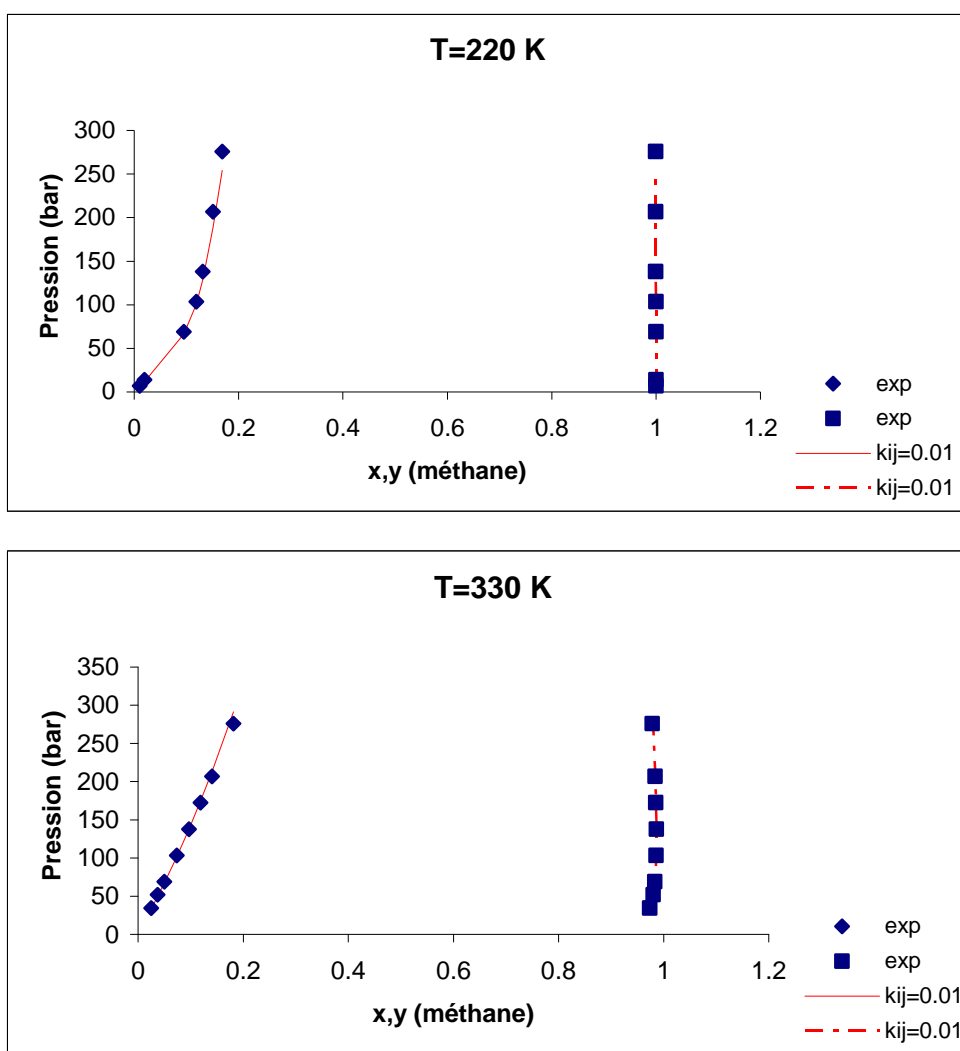 T=220 K
300
250
200
150
100
50
0
Pression (bar)
0 0.2 0.4 0.6 0.8 1 1.2
x,y (méthane)
exp
exp
kij=0.01
kij=0.01
T=330 K
350
300
250
200
150
100
50
0
Pression (bar)
0 0.2 0.4 0.6 0.8 1 1.2
x,y (méthane)
exp
exp
kij=0.01
kij=0.01